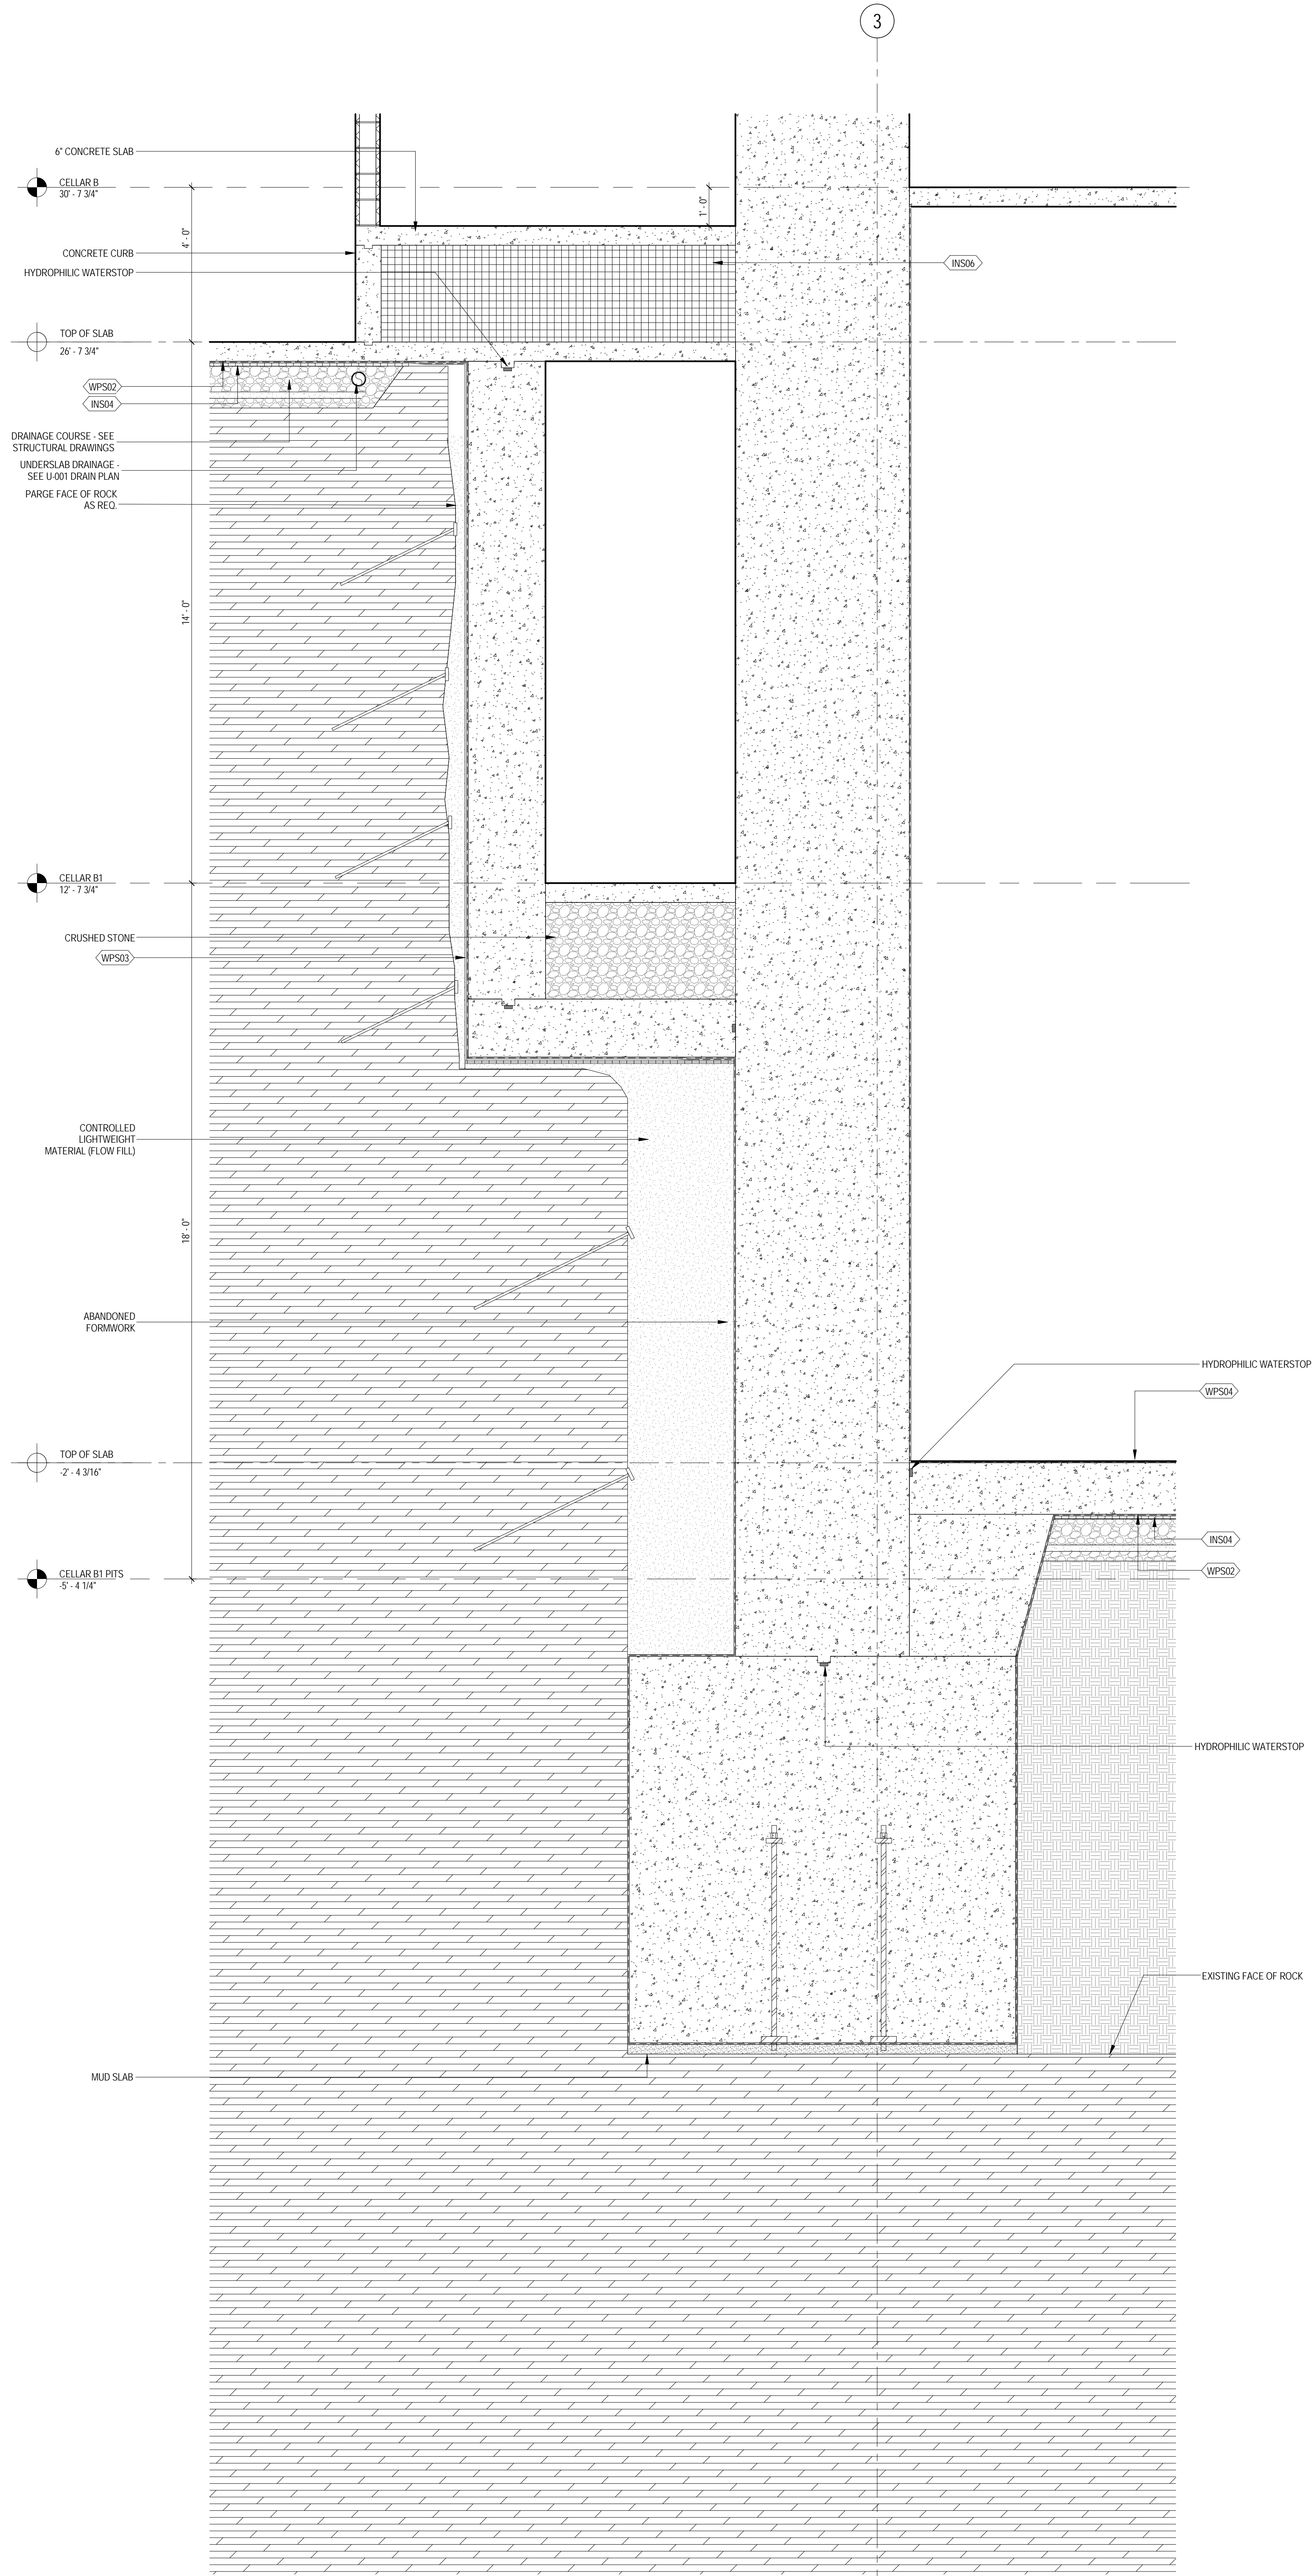 3
6" CONCRETE SLAB
CELLAR B
30' - 7 3/4"
1' - 0"
4' - 0"
CONCRETE CURB
INS06
HYDROPHILIC WATERSTOP
TOP OF SLAB
26' - 7 3/4"
WPS02
INS04
DRAINAGE COURSE - SEE
STRUCTURAL DRAWINGS
UNDERSLAB DRAINAGE -
SEE U-001 DRAIN PLAN
PARGE FACE OF ROCK
AS REQ.
14' - 0"
CELLAR B1
12' - 7 3/4"
CRUSHED STONE
WPS03
CONTROLLED
LIGHTWEIGHT
MATERIAL (FLOW FILL)
18' - 0"
ABANDONED
FORMWORK
HYDROPHILIC WATERSTOP
WPS04
TOP OF SLAB
-2' - 4 3/16"
INS04
WPS02
CELLAR B1 PITS
-5' - 4 1/4"
HYDROPHILIC WATERSTOP
EXISTING FACE OF ROCK
MUD SLAB